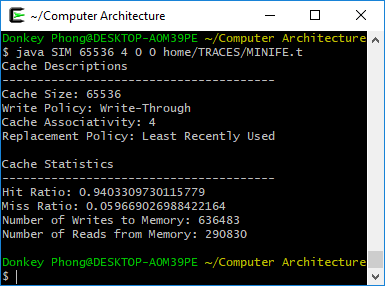 ~/Computer Architecture
Donkey Phong@DESKTOP-AOM39PE ~/Computer Architecture
$ java SIM 65536 4 0 0 home/TRACES/MINIFE.t
Cache Descriptions
---------------------------------------
Cache Size: 65536
Write Policy: Write-Through
Cache Associativity: 4
Replacement Policy: Least Recently Used
Cache Statistics
---------------------------------------
Hit Ratio: 0.9403309730115779
Miss Ratio: 0.059669026988422164
Number of Writes to Memory: 636483
Number of Reads from Memory: 290830
Donkey Phong@DESKTOP-AOM39PE ~/Computer Architecture
$